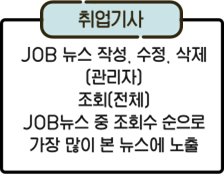 취업기사
JOB 뉴스 작성, 수정, 삭제
(관리자)
조회(전체)
JOB뉴스 중 조회수 순으로
가장 많이 본 뉴스에 노출